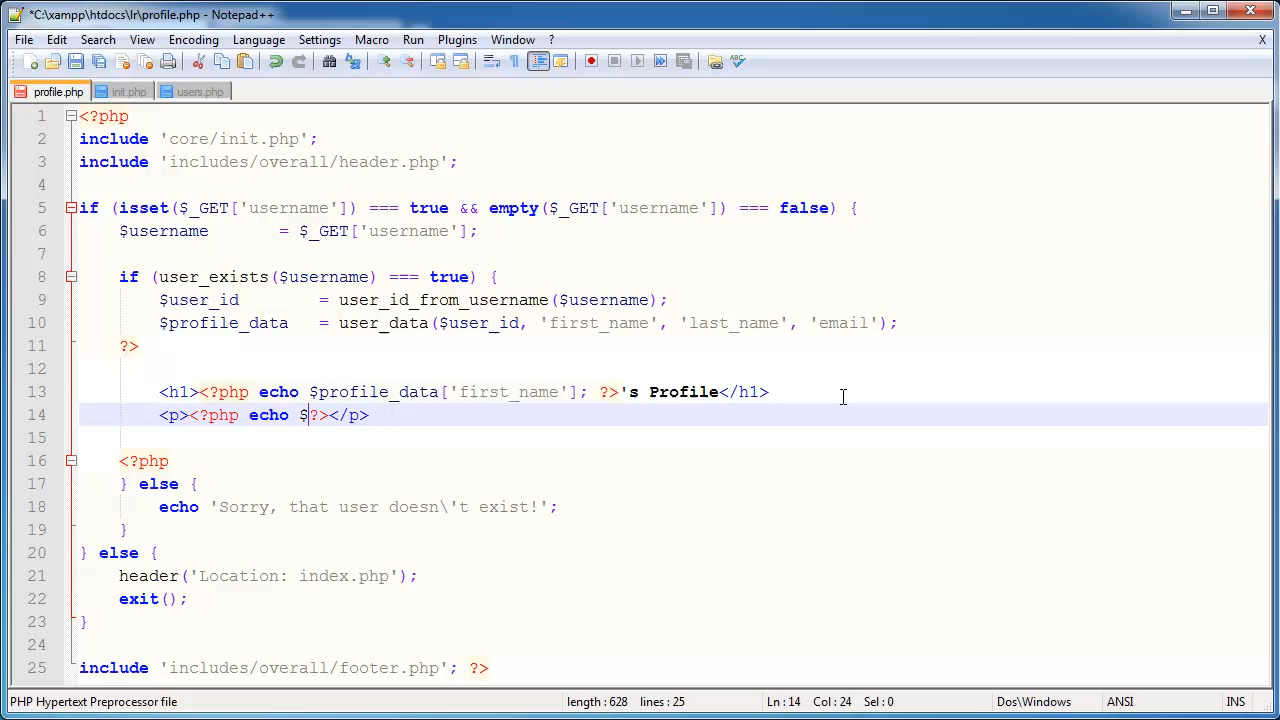 *C:\xampp\htdocs\lr\profile.php - Notepad++
File Edit Search View Encoding Language Settings Macro Run Plugins Window ? X
profile.php init.php users.php
1 <?php
2 include 'core/init.php';
3 include 'includes/overall/header.php';
4
5 if (isset($_GET['username']) === true && empty($_GET['username']) === false) {
6 $username = $_GET['username'];
7
8 if (user_exists($username) === true) {
9 $user_id = user_id_from_username($username);
10 $profile_data = user_data($user_id, 'first_name', 'last_name', 'email');
11 ?>
12
13 <h1><?php echo $profile_data['first_name']; ?>'s Profile</h1>
14 <p><?php echo $?></p>
15
16 <?php
17 } else {
18 echo 'Sorry, that user doesn\'t exist!';
19 }
20 } else {
21 header('Location: index.php');
22 exit();
23 }
24
25 include 'includes/overall/footer.php'; ?>
PHP Hypertext Preprocessor file length : 628 lines : 25 Ln : 14 Col : 24 Sel : 0 Dos\Windows ANSI INS